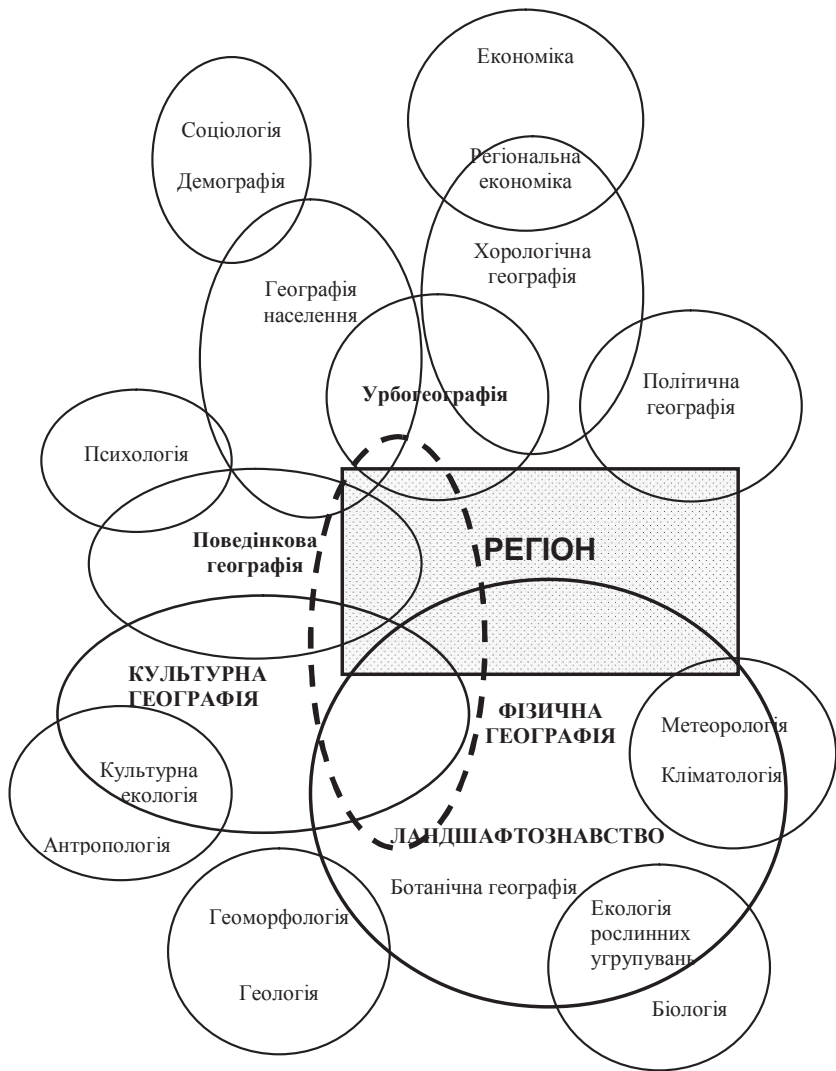 Економіка
Соціологія
Демографія
Регіональна
економіка
Хорологічна
географія
Географія
населення
Урбогеографія
Політична
географія
Психологія
Поведінкова
географія
РЕГІОН
КУЛЬТУРНА
ГЕОГРАФІЯ
ФІЗИЧНА
ГЕОГРАФІЯ
Метеорологія
Кліматологія
Культурна
екологія
Антропологія
ЛАНДШАФТОЗНАВСТВО
Ботанічна географія
Геоморфологія
Геологія
Екологія
рослинних
угрупувань
Біологія